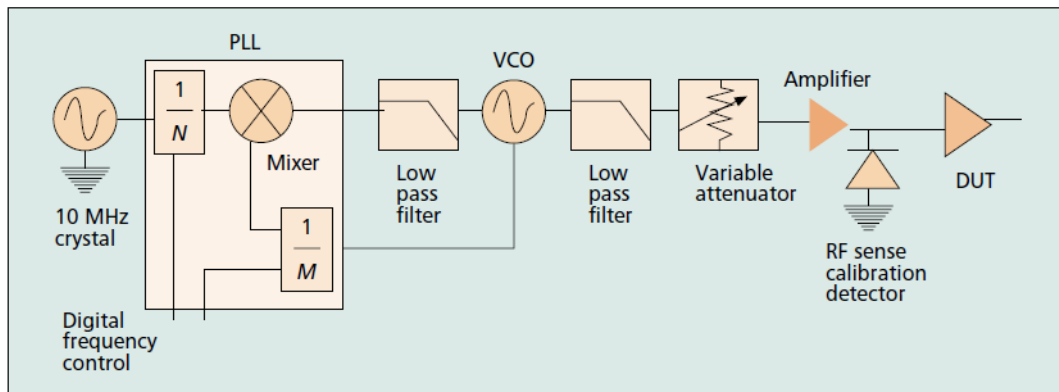 PLL
VCO
Amplifier
1
N
Mixer
Low
pass
filter
Low
pass
filter
Variable
attenuator
DUT
10 MHz
crystal
1
M
RF sense
calibration
detector
Digital
frequency
control